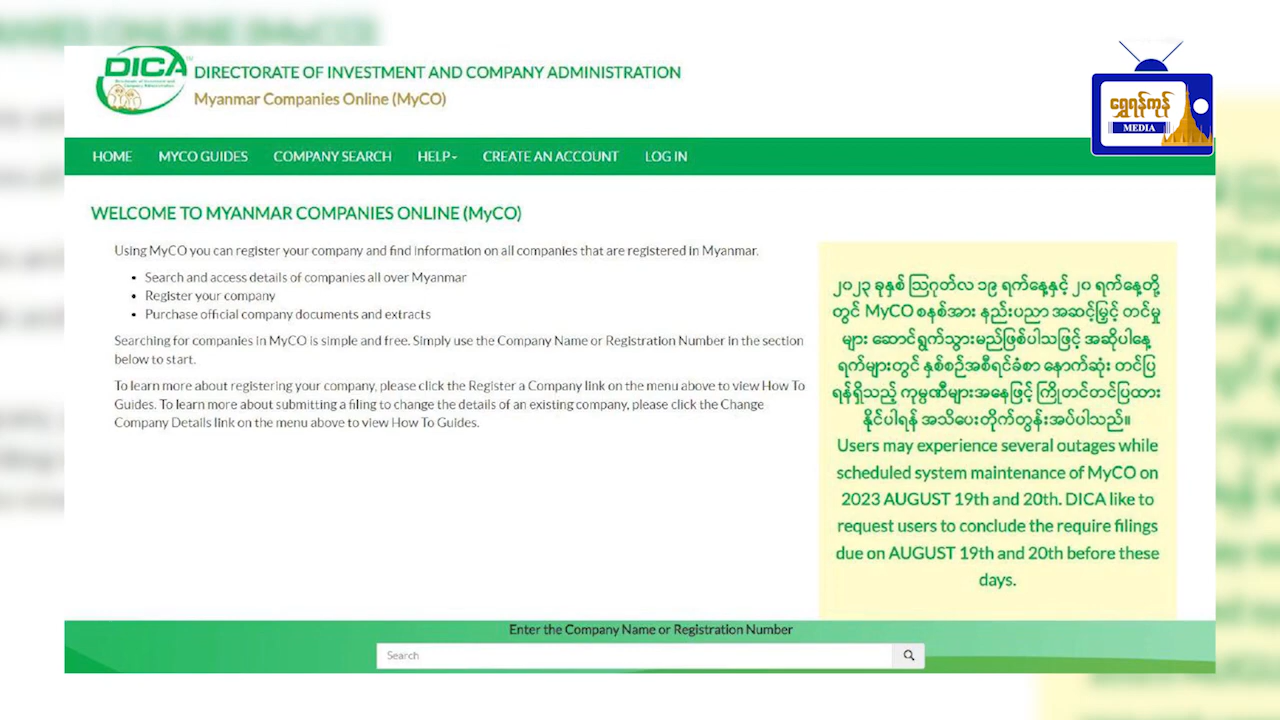 DICA
DIRECTORATE OF INVESTMENT AND COMPANY ADMINISTRATION
Myanmar Companies Online (MyCO)
ရွှေရန်ကုန်
MEDIA
HOME MYCO GUIDES COMPANY SEARCH HELP CREATE AN ACCOUNT LOG IN
WELCOME TO MYANMAR COMPANIES ONLINE (MyCO)
Using MyCO you can register your company and find information on all companies that are registered in Myanmar.
• Search and access details of companies all over Myanmar
• Register your company
• Purchase official company documents and extracts
Searching for companies in MyCO is simple and free. Simply use the Company Name or Registration Number in the section
below to start.
To learn more about registering your company, please click the Register a Company link on the menu above to view How To
Guides. To learn more about submitting a filing to change the details of an existing company, please click the Change
Company Details link on the menu above to view How To Guides.
၂၀၂၃ ခုနှစ် ဩဂုတ်လ ၁၉ ရက်နေ့နှင့် ၂၀ ရက်နေ့တို့
တွင် MyCO စနစ်အား နည်းပညာ အဆင့်မြှင့် တင်မှု
များ ဆောင်ရွက်သွားမည်ဖြစ်ပါသဖြင့် အဆိုပါနေ့
ရက်များတွင် နှစ်စဉ်အစီရင်ခံစာ နောက်ဆုံး တင်ပြ
ရန်ရှိသည့် ကုမ္ပဏီများအနေဖြင့် ကြိုတင်တင်ပြထား
နိုင်ပါရန် အသိပေးတိုက်တွန်းအပ်ပါသည်။
Users may experience several outages while
scheduled system maintenance of MyCO on
2023 AUGUST 19th and 20th. DICA like to
request users to conclude the require filings
due on AUGUST 19th and 20th before these
days.
Enter the Company Name or Registration Number
Search